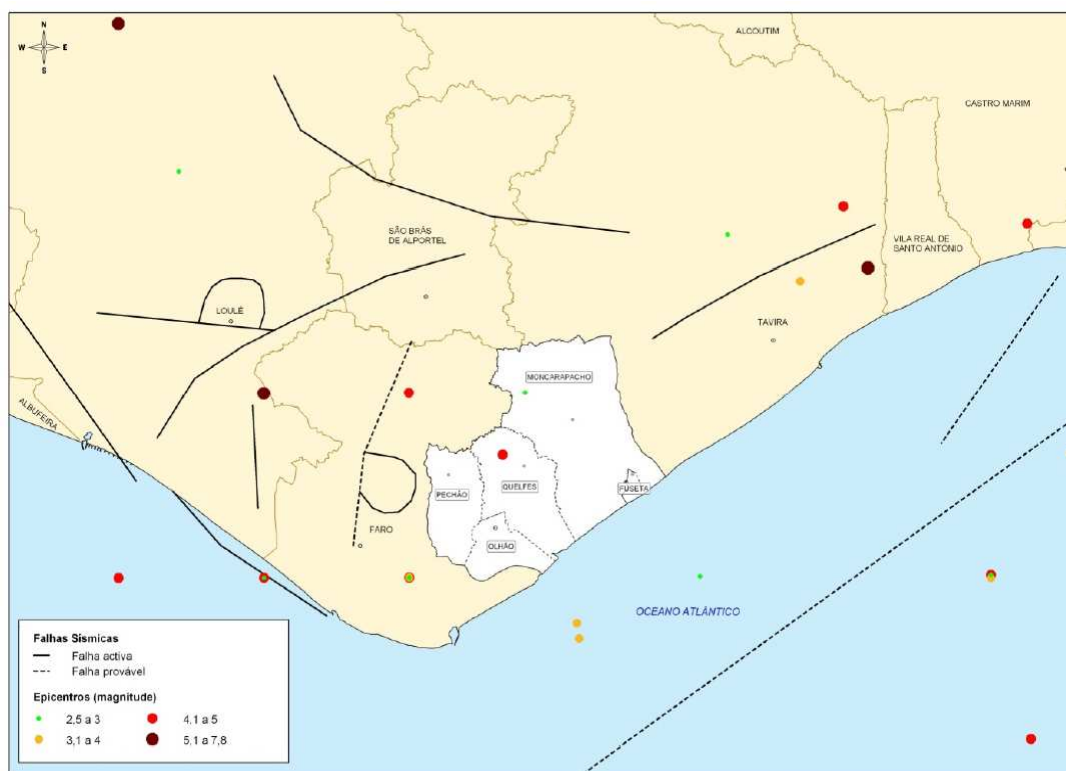 N
W E
S
ALCOUTIM
CASTRO MARIM
SÃO BRÁS
DE ALPORTEL
VILA REAL DE
SANTO ANTÓNIO
LOULÉ
TAVIRA
MONCARAPACHO
ALBUFEIRA
QUELFES
PECHÃO
FUSETA
FARO
OLHÃO
OCEANO ATLÂNTICO
Falhas Sísmicas
Falha activa
Falha provável
Epicentros (magnitude)
2,5 a 3
4,1 a 5
3,1 a 4
5,1 a 7,8